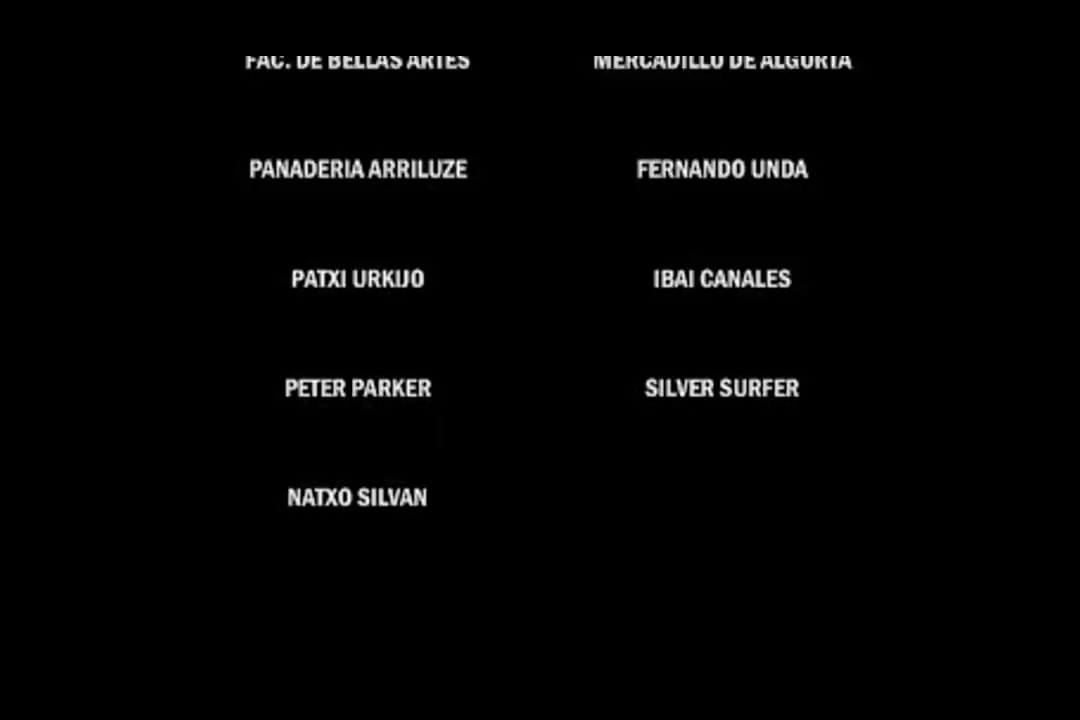 FAC. DE BELLAS ARTES
MERCADILLO DE ALGORTA
PANADERIA ARRILUZE
FERNANDO UNDA
PATXI URKIJO
IBAI CANALES
PETER PARKER
SILVER SURFER
NATXO SILVAN